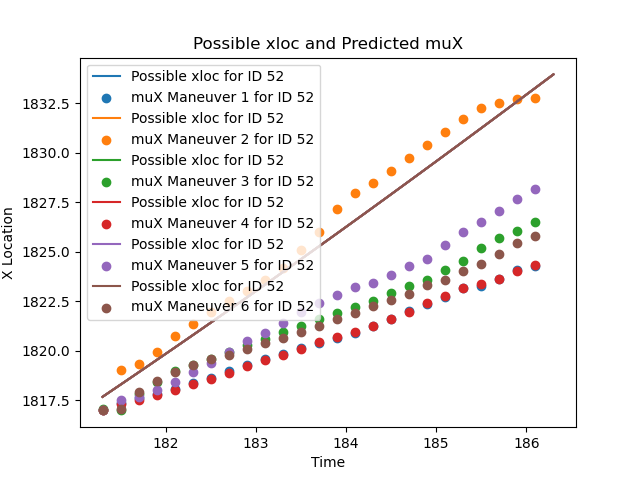 Possible xloc and Predicted muX
Possible xloc for ID 52
muX Maneuver 1 for ID 52
Possible xloc for ID 52
muX Maneuver 2 for ID 52
Possible xloc for ID 52
muX Maneuver 3 for ID 52
Possible xloc for ID 52
muX Maneuver 4 for ID 52
Possible xloc for ID 52
muX Maneuver 5 for ID 52
Possible xloc for ID 52
muX Maneuver 6 for ID 52
X Location
1832.5
1830.0
1827.5
1825.0
1822.5
1820.0
1817.5
182 183 184 185 186
Time